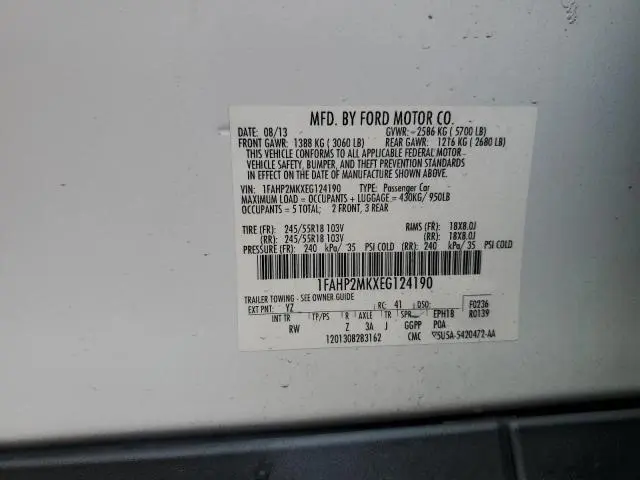 MFD. BY FORD MOTOR CO.
DATE: 08/13 GVWR: 2586 KG ( 5700 LB)
FRONT GAWR: 1388 KG ( 3060 LB) REAR GAWR: 1216 KG ( 2680 LB)
THIS VEHICLE CONFORMS TO ALL APPLICABLE FEDERAL MOTOR
VEHICLE SAFETY, BUMPER, AND THEFT PREVENTION STANDARDS
IN EFFECT ON THE DATE OF MANUFACTURE SHOWN ABOVE.
VIN: 1FAHP2MKXEG124190 TYPE: Passenger Car
MAXIMUM LOAD = OCCUPANTS + LUGGAGE = 430KG/ 950LB
OCCUPANTS = 5 TOTAL: 2 FRONT, 3 REAR
TIRE (FR): 245/55R18 103V RIMS (FR): 18X8.0J
(RR): 245/55R18 103V (RR): 18X8.0J
PRESSURE (FR): 240 kPa/ 35 PSI COLD (RR): 240 kPa/ 35 PSI COLD
1FAHP2MKXEG124190
TRAILER TOWING - SEE OWNER GUIDE
EXT PNT: YZ RC: 41 DSO: F0236
INT TR TP/PS R AXLE TR SPR EPH18 R0139
RW Z 3A J GGPP POA
1201308283162 CMC 5U5A-5420472-AA